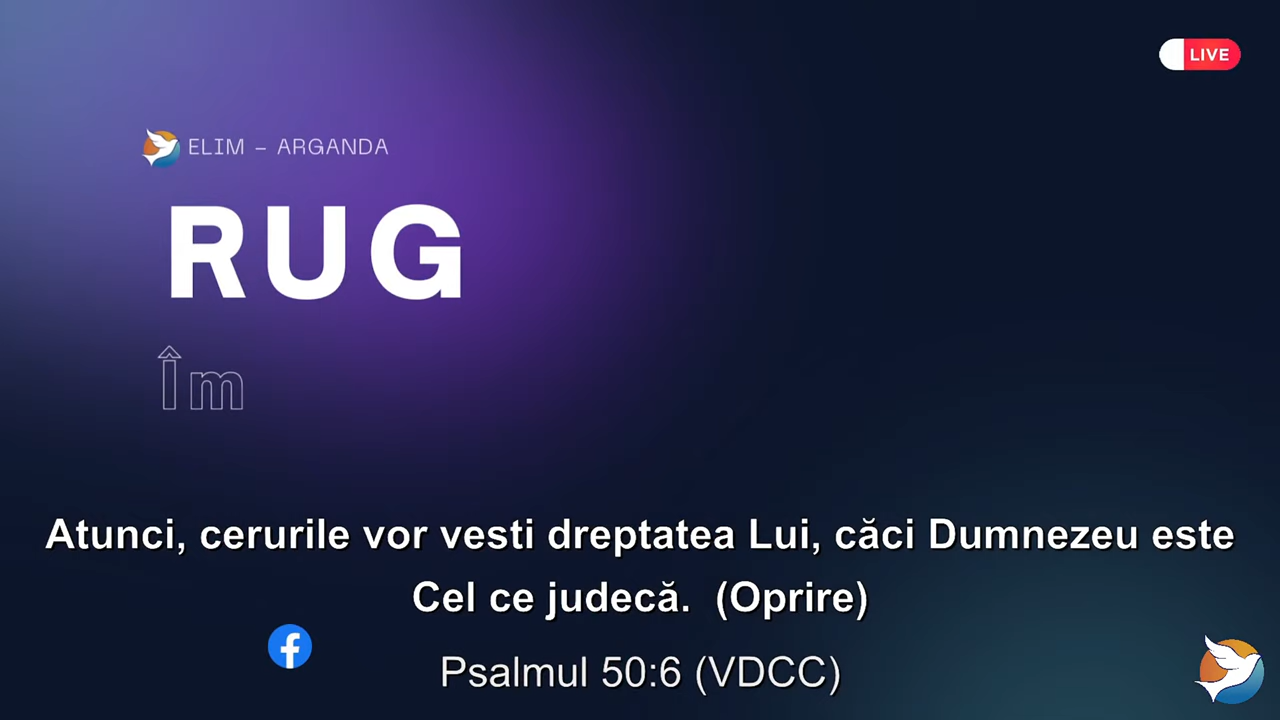 LIVE
ELIM – ARGANDA
RUG
Îm
Atunci, cerurile vor vesti dreptatea Lui, căci Dumnezeu este
Cel ce judecă. (Oprire)
Psalmul 50:6 (VDCC)